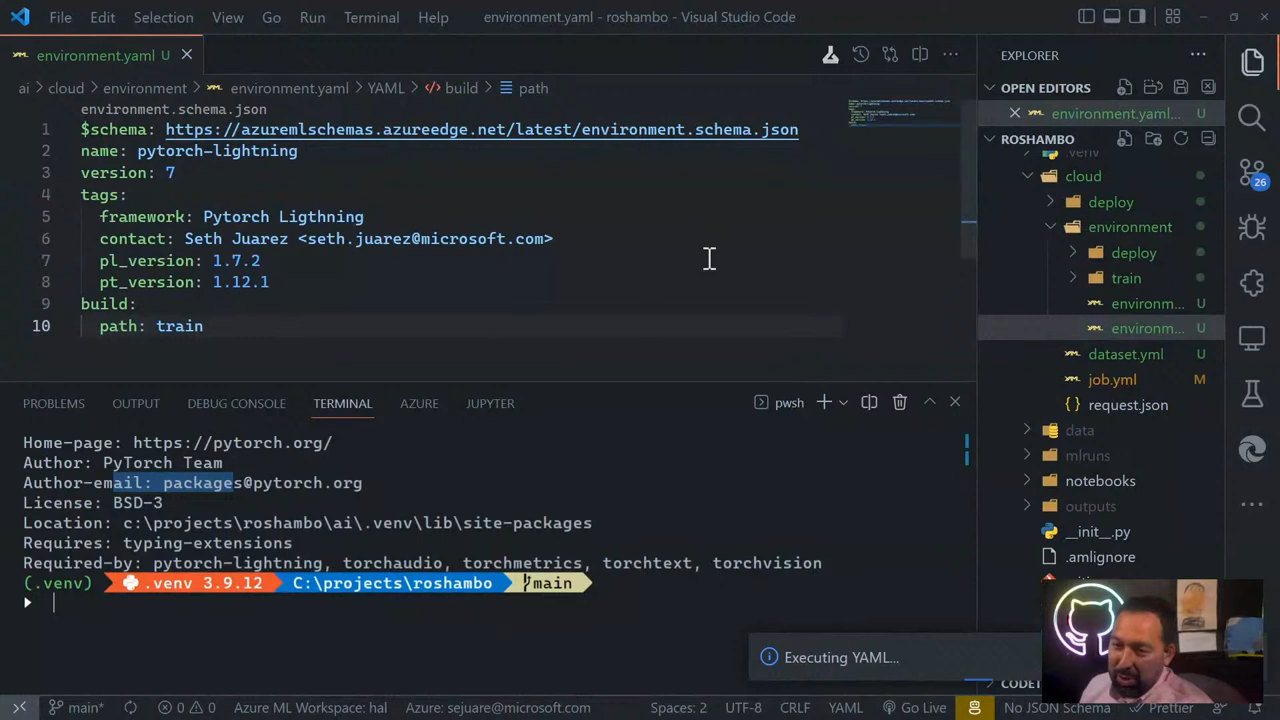 File Edit Selection View Go Run Terminal Help environment.yaml - roshambo - Visual Studio Code
environment.yaml U
EXPLORER
ai cloud environment environment.yaml YAML build path
OPEN EDITORS
environment.yaml... U
ROSHAMBO
environment.schema.json
1 $schema: https://azuremlschemas.azureedge.net/latest/environment.schema.json
2 name: pytorch-lightning
3 version: 7
4 tags:
5 framework: Pytorch Ligthning
6 contact: Seth Juarez <seth.juarez@microsoft.com>
7 pl_version: 1.7.2
8 pt_version: 1.12.1
9 build:
10 path: train
.venv
cloud
deploy
environment
deploy
train
environm... U
environm... U
dataset.yml U
job.yml M
request.json
data
mlruns
notebooks
outputs
__init__.py
.amlignore
26
PROBLEMS OUTPUT DEBUG CONSOLE TERMINAL AZURE JUPYTER
pwsh
Home-page: https://pytorch.org/
Author: PyTorch Team
Author-email: packages@pytorch.org
License: BSD-3
Location: c:\projects\roshambo\ai\.venv\lib\site-packages
Requires: typing-extensions
Required-by: pytorch-lightning, torchaudio, torchmetrics, torchtext, torchvision
(.venv) .venv 3.9.12 C:\projects\roshambo main
Executing YAML...
main* 0 0 Azure ML Workspace: hal Azure: sejuare@microsoft.com Spaces: 2 UTF-8 CRLF YAML Go Live No JSON Schema Prettier